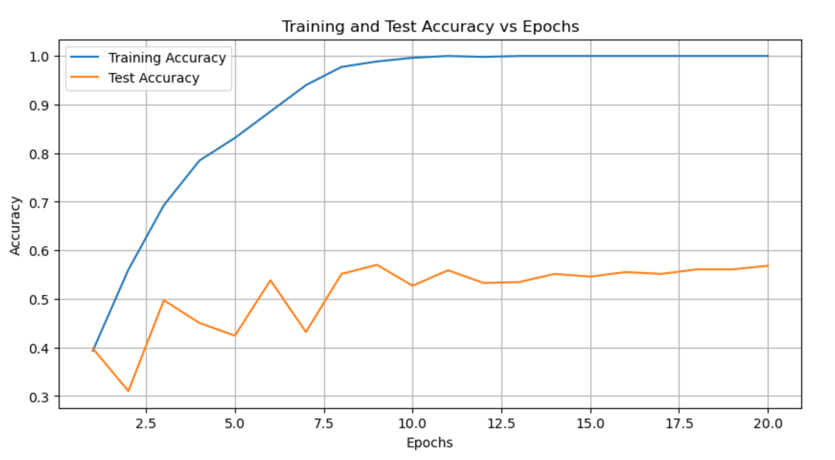 Training and Test Accuracy vs Epochs
Training Accuracy
Test Accuracy
1.0
0.9
0.8
0.7
0.6
0.5
0.4
0.3
Accuracy
2.5 5.0 7.5 10.0 12.5 15.0 17.5 20.0
Epochs